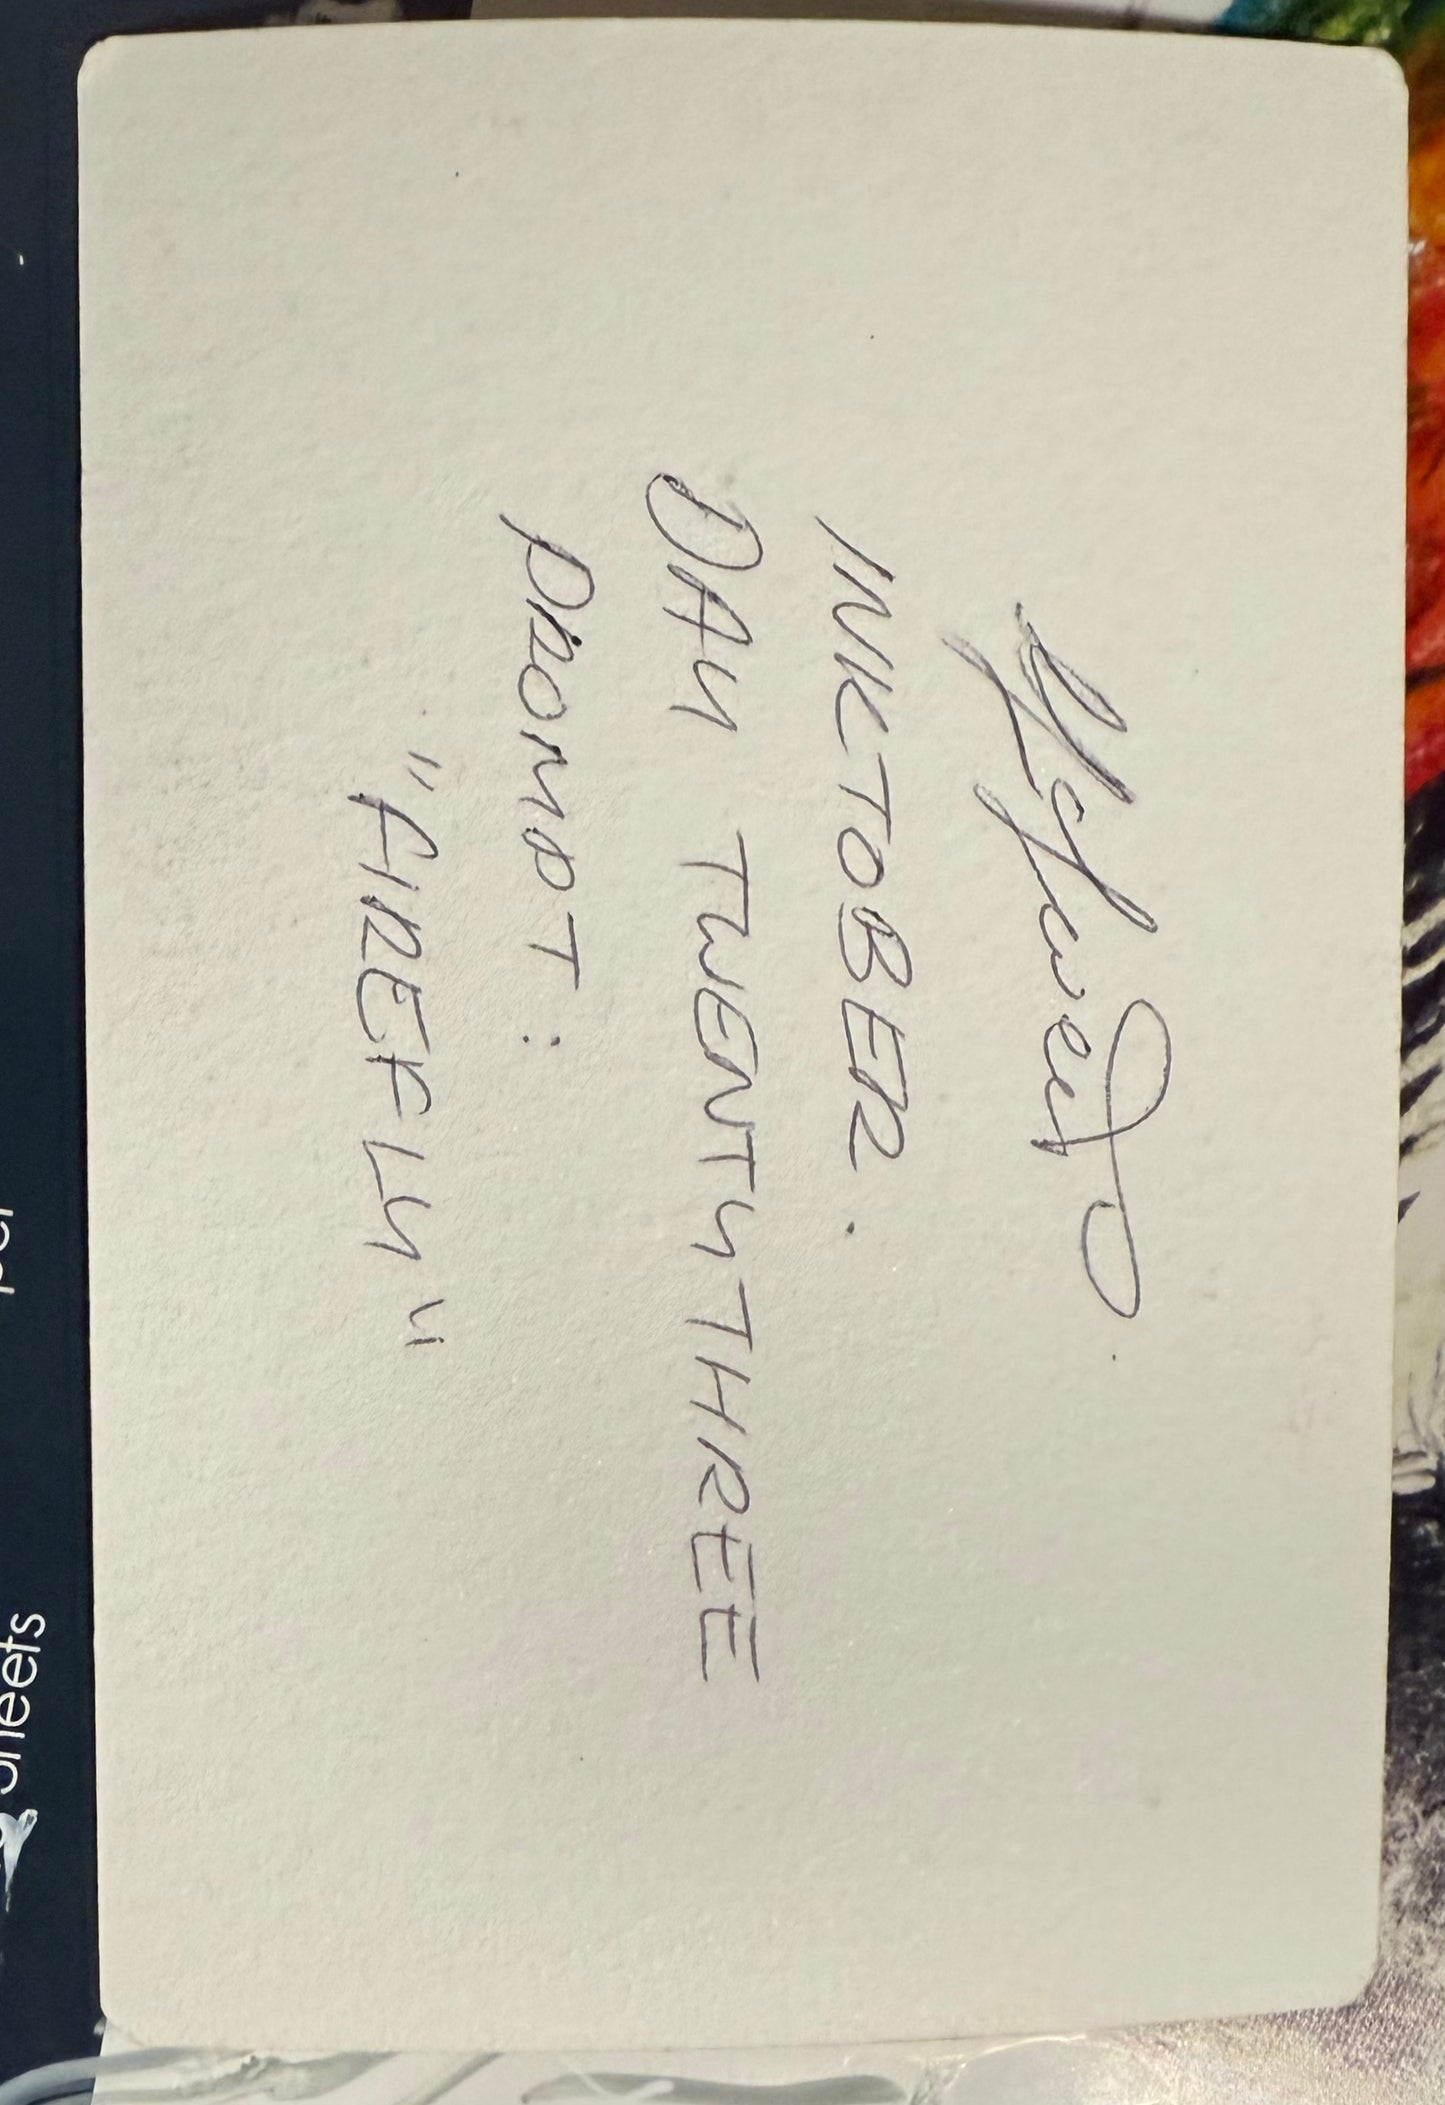 INKTOBER.
DAY TWENTY THREE
PROMPT:
"FIREFLY"
Sheets